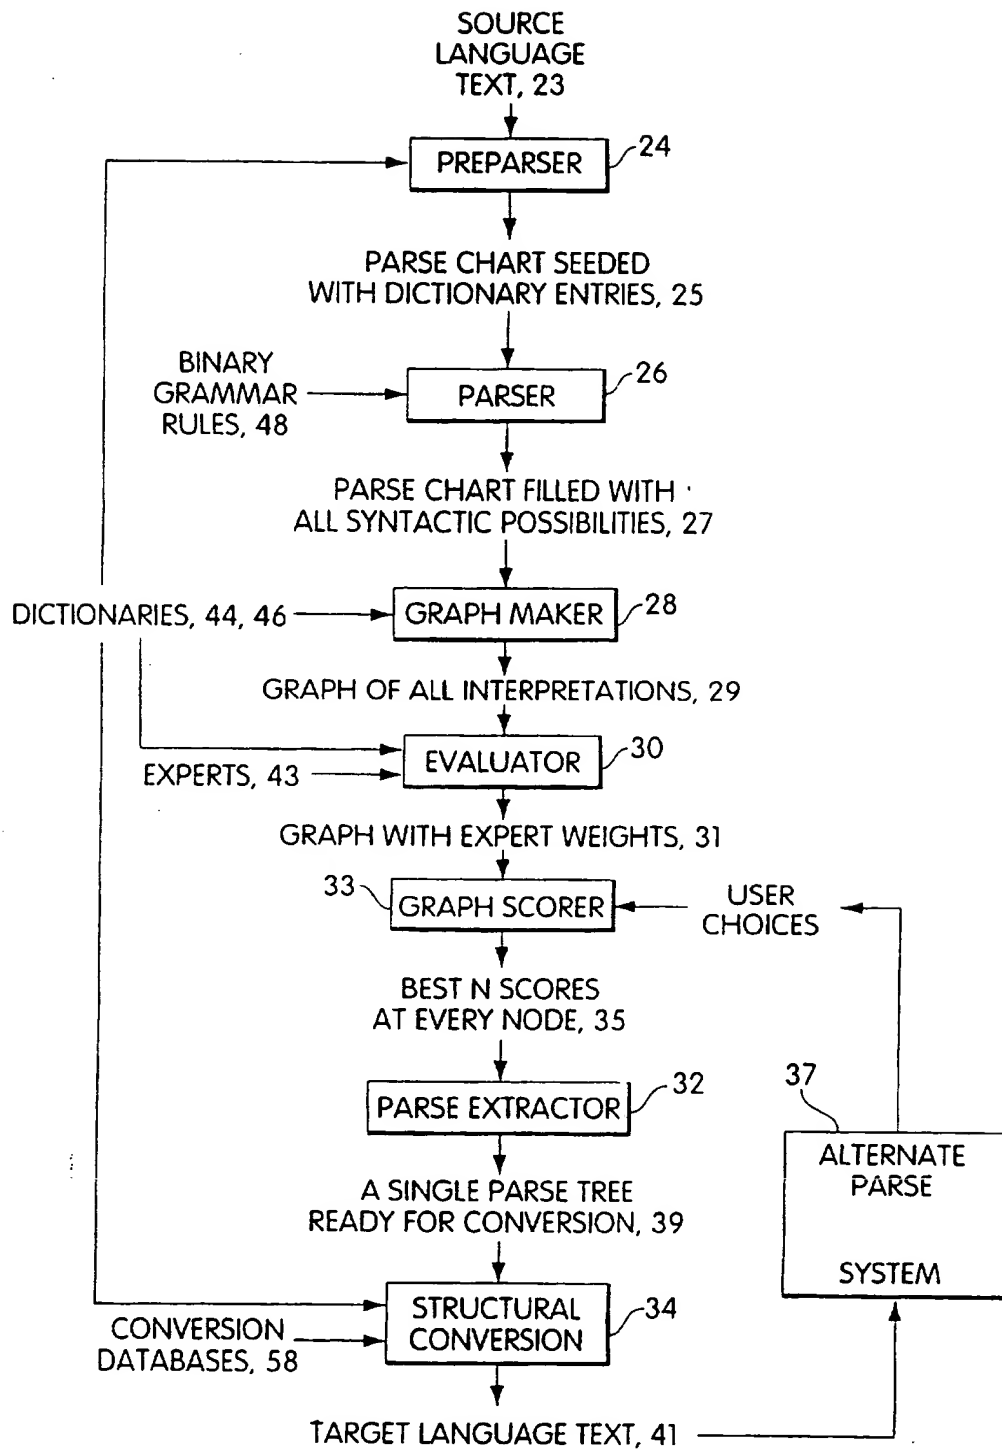 SOURCE
LANGUAGE
TEXT, 23
PREPARSER
24
PARSE CHART SEEDED
WITH DICTIONARY ENTRIES, 25
BINARY
GRAMMAR
RULES, 48
PARSER
26
PARSE CHART FILLED WITH
ALL SYNTACTIC POSSIBILITIES, 27
DICTIONARIES, 44, 46
GRAPH MAKER
28
GRAPH OF ALL INTERPRETATIONS, 29
EVALUATOR
30
EXPERTS, 43
GRAPH WITH EXPERT WEIGHTS, 31
33
GRAPH SCORER
USER
CHOICES
BEST N SCORES
AT EVERY NODE, 35
PARSE EXTRACTOR
32
37
ALTERNATE
PARSE
SYSTEM
A SINGLE PARSE TREE
READY FOR CONVERSION, 39
STRUCTURAL
CONVERSION
34
CONVERSION
DATABASES, 58
TARGET LANGUAGE TEXT, 41